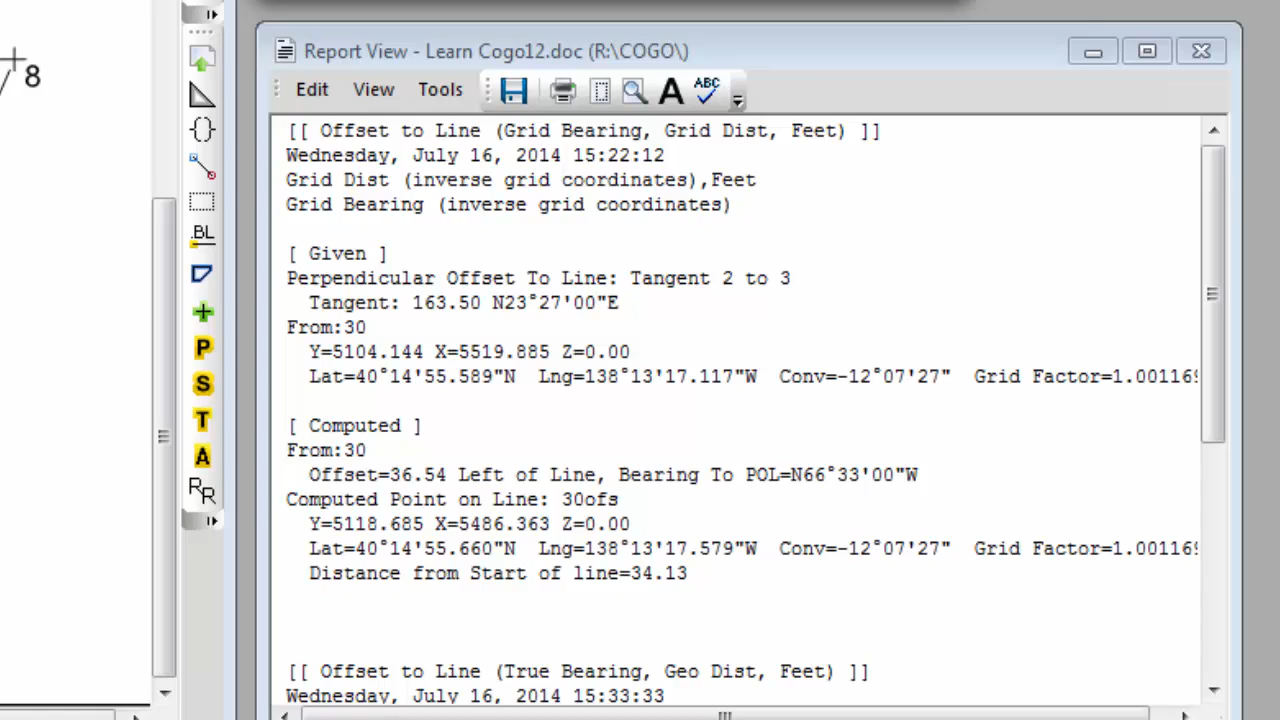 8
Report View - Learn Cogo12.doc (R:\COGO\)
Edit View Tools A ABC
[[ Offset to Line (Grid Bearing, Grid Dist, Feet) ]]
Wednesday, July 16, 2014 15:22:12
Grid Dist (inverse grid coordinates),Feet
Grid Bearing (inverse grid coordinates)
[ Given ]
Perpendicular Offset To Line: Tangent 2 to 3
Tangent: 163.50 N23°27'00"E
From:30
Y=5104.144 X=5519.885 Z=0.00
Lat=40°14'55.589"N Lng=138°13'17.117"W Conv=-12°07'27" Grid Factor=1.001169
[ Computed ]
From:30
Offset=36.54 Left of Line, Bearing To POL=N66°33'00"W
Computed Point on Line: 30ofs
Y=5118.685 X=5486.363 Z=0.00
Lat=40°14'55.660"N Lng=138°13'17.579"W Conv=-12°07'27" Grid Factor=1.001169
Distance from Start of line=34.13
[[ Offset to Line (True Bearing, Geo Dist, Feet) ]]
Wednesday, July 16, 2014 15:33:33
.BL
P
S
T
A
RR